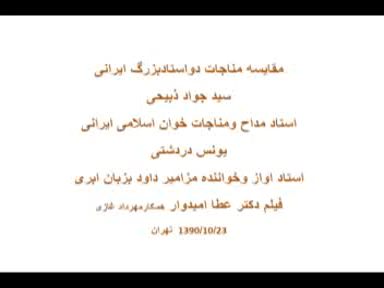 مقایسه مناجات دواستادبزرگ ایرانی
سید جواد ذبیحی
استاد مداح ومناجات خوان اسلامی ایرانی
یونس دردشتی
استاد اواز وخواننده مزامیر داود بزبان ابری
فیلم دکتر عطا امیدوار همکارمهرداد غازی
1390/10/23 تهران